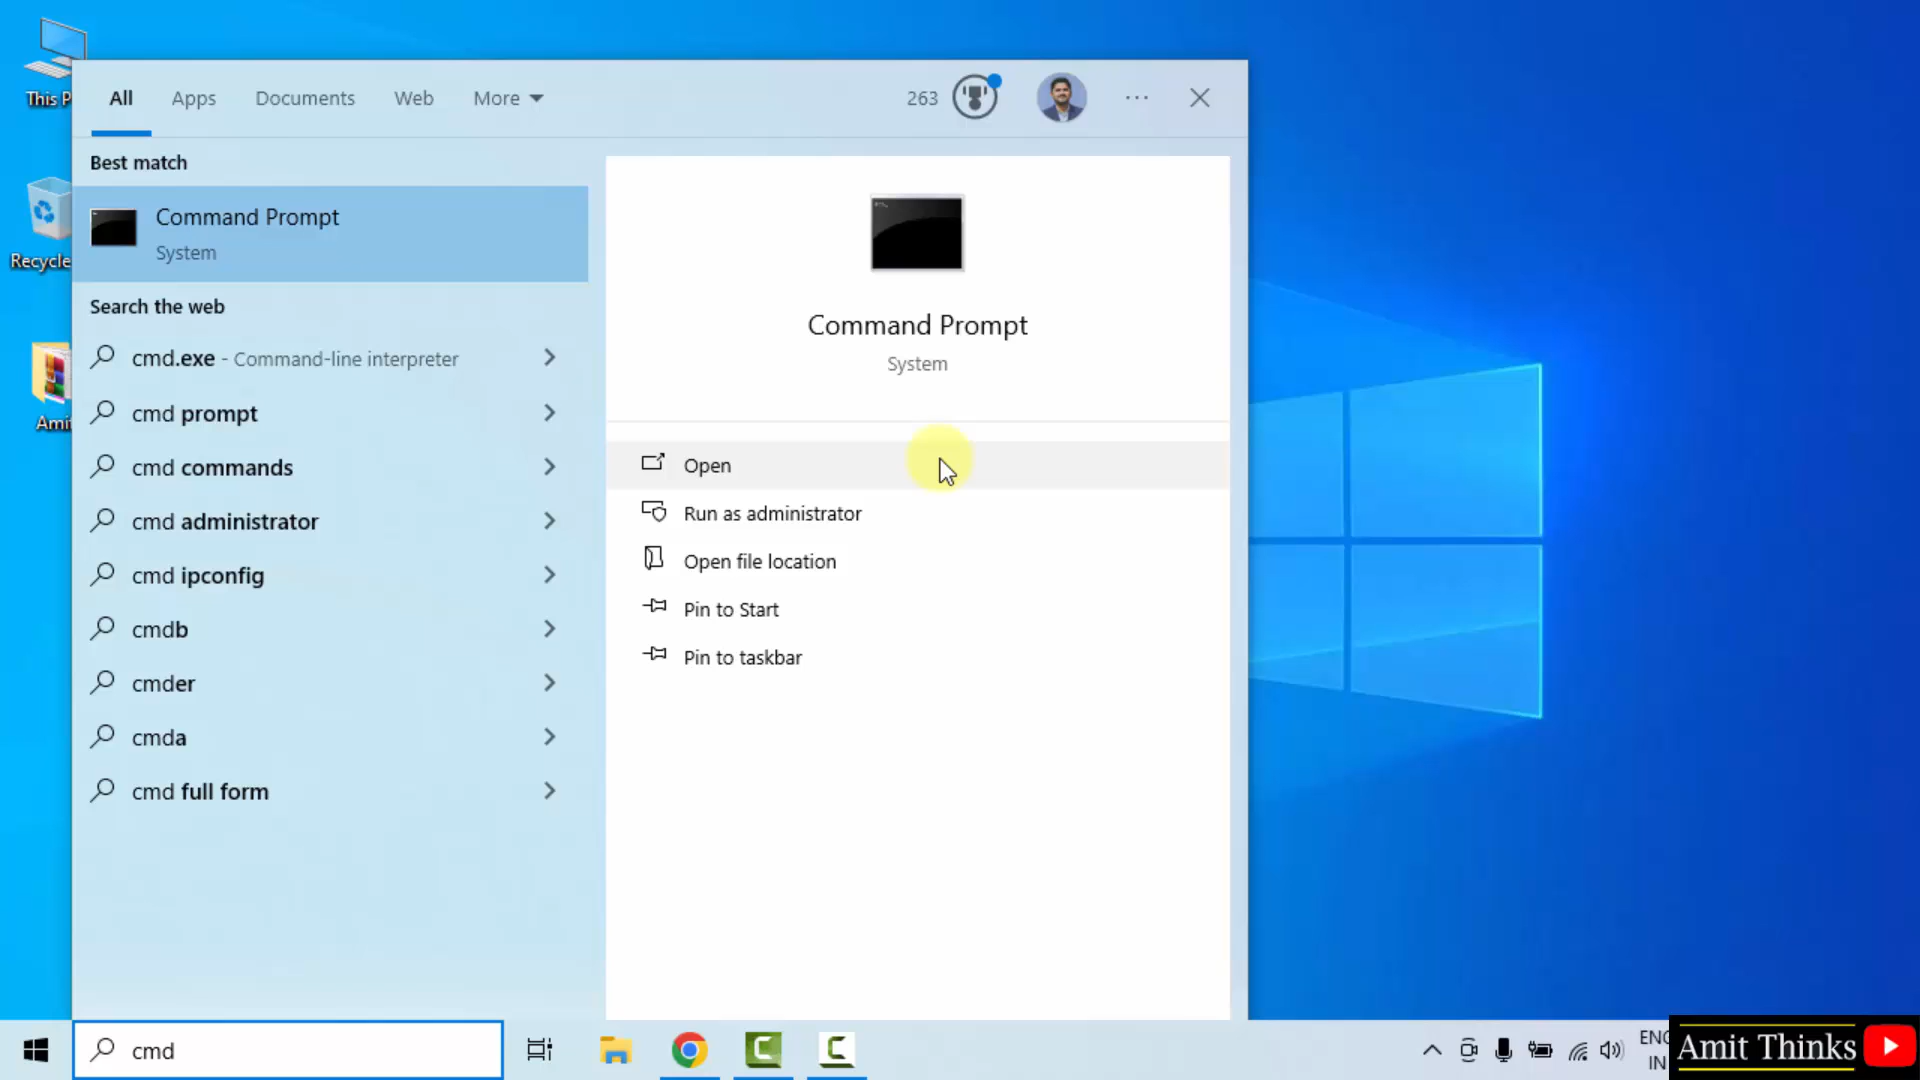 This P
Recycle
Ami
All Apps Documents Web More 263
Best match
Command Prompt
System
Search the web
cmd.exe - Command-line interpreter
cmd prompt
cmd commands
cmd administrator
cmd ipconfig
cmdb
cmder
cmda
cmd full form
Command Prompt
System
Open
Run as administrator
Open file location
Pin to Start
Pin to taskbar
cmd
ENG
IN
Amit Thinks